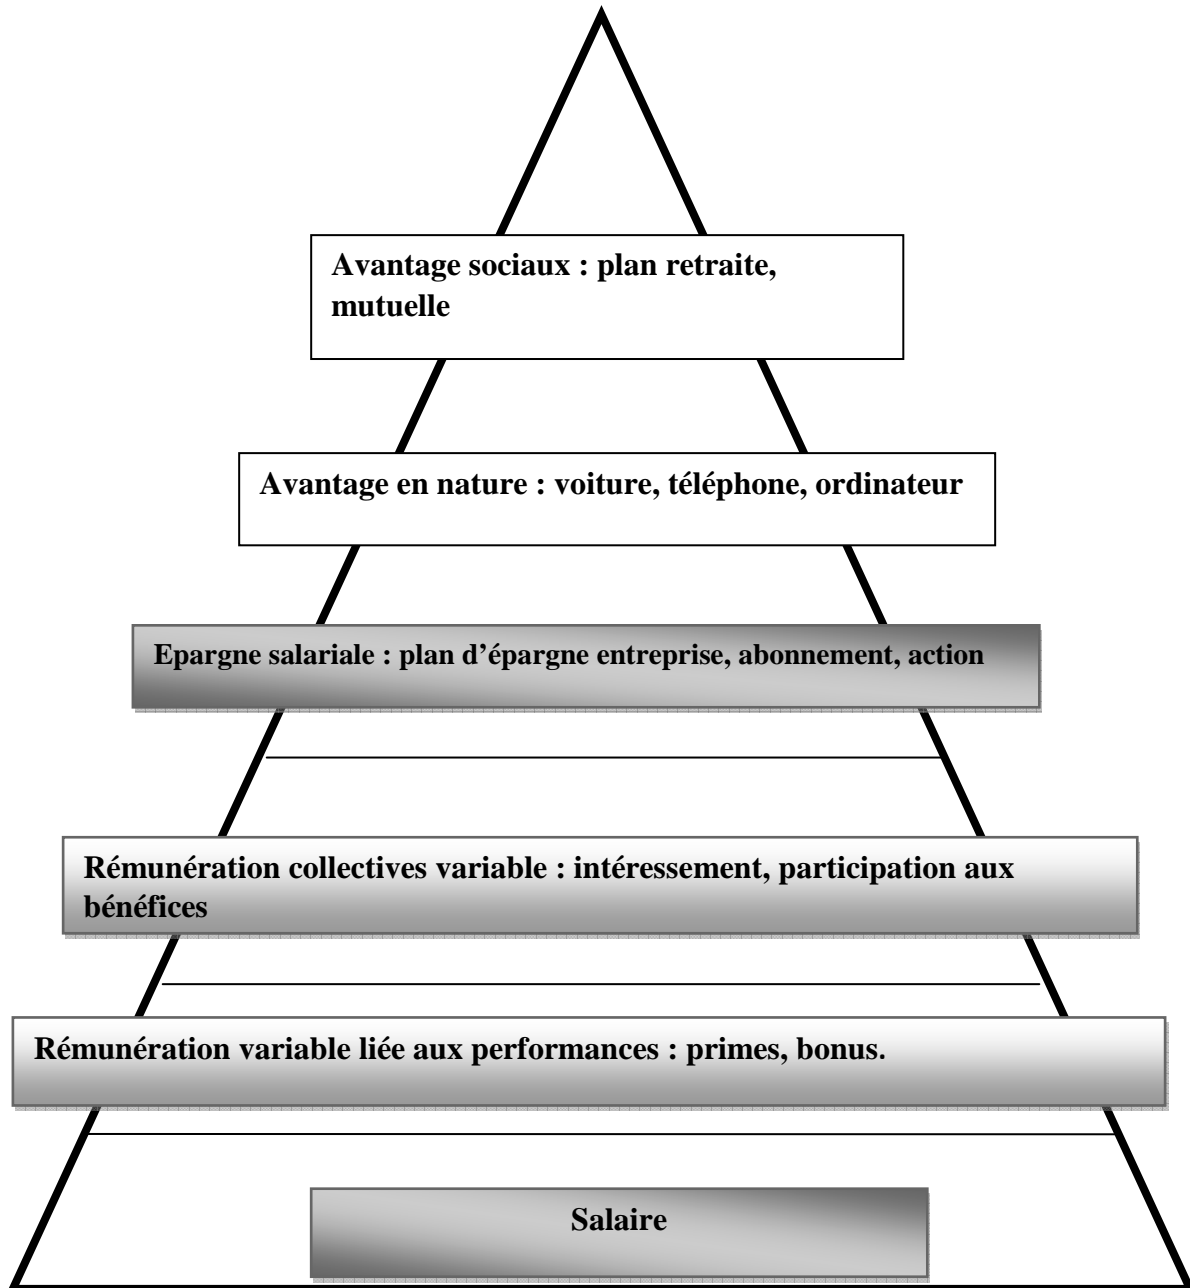 Avantage sociaux : plan retraite,
mutuelle
Avantage en nature : voiture, téléphone, ordinateur
Epargne salariale : plan d’épargne entreprise, abonnement, action
Rémunération collectives variable : intéressement, participation aux
bénéfices
Rémunération variable liée aux performances : primes, bonus.
Salaire